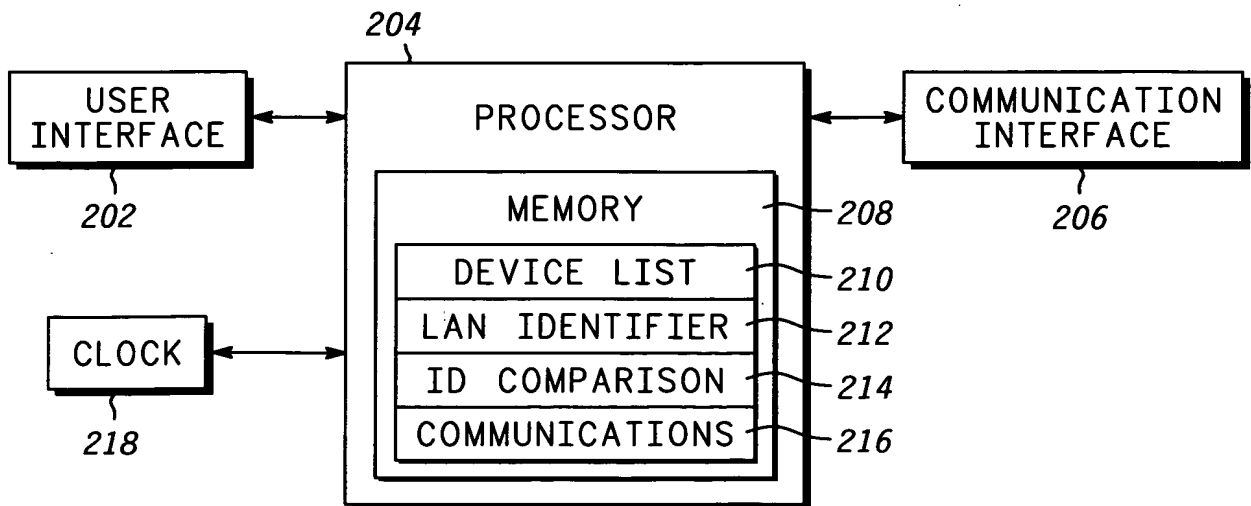 204
USER
INTERFACE
202
PROCESSOR
COMMUNICATION
INTERFACE
206
MEMORY
208
DEVICE LIST
210
LAN IDENTIFIER
212
ID COMPARISON
214
COMMUNICATIONS
216
CLOCK
218